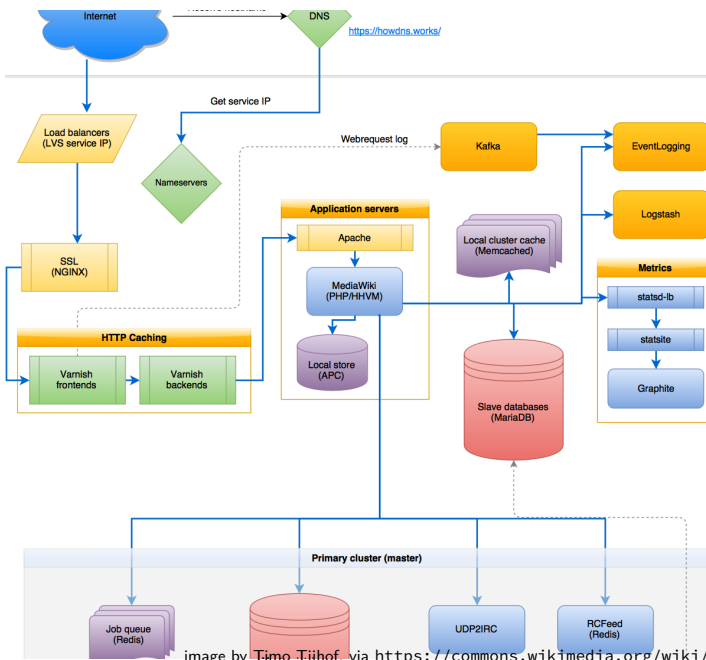 Internet
DNS
https://howdns.works/
Get service IP
Load balancers
(LVS service IP)
Webrequest log
Kafka
EventLogging
Nameservers
Application servers
Logstash
Apache
Local cluster cache
(Memcached)
SSL
(NGINX)
Metrics
MediaWiki
(PHP/HHVM)
statsd-lb
HTTP Caching
statsite
Varnish
frontends
Varnish
backends
Local store
(APC)
Graphite
Slave databases
(MariaDB)
Primary cluster (master)
Job queue
(Redis)
UDP2IRC
RCFeed
(Redis)
image by Timo Tijhof, via https://commons.wikimedia.org/wiki/